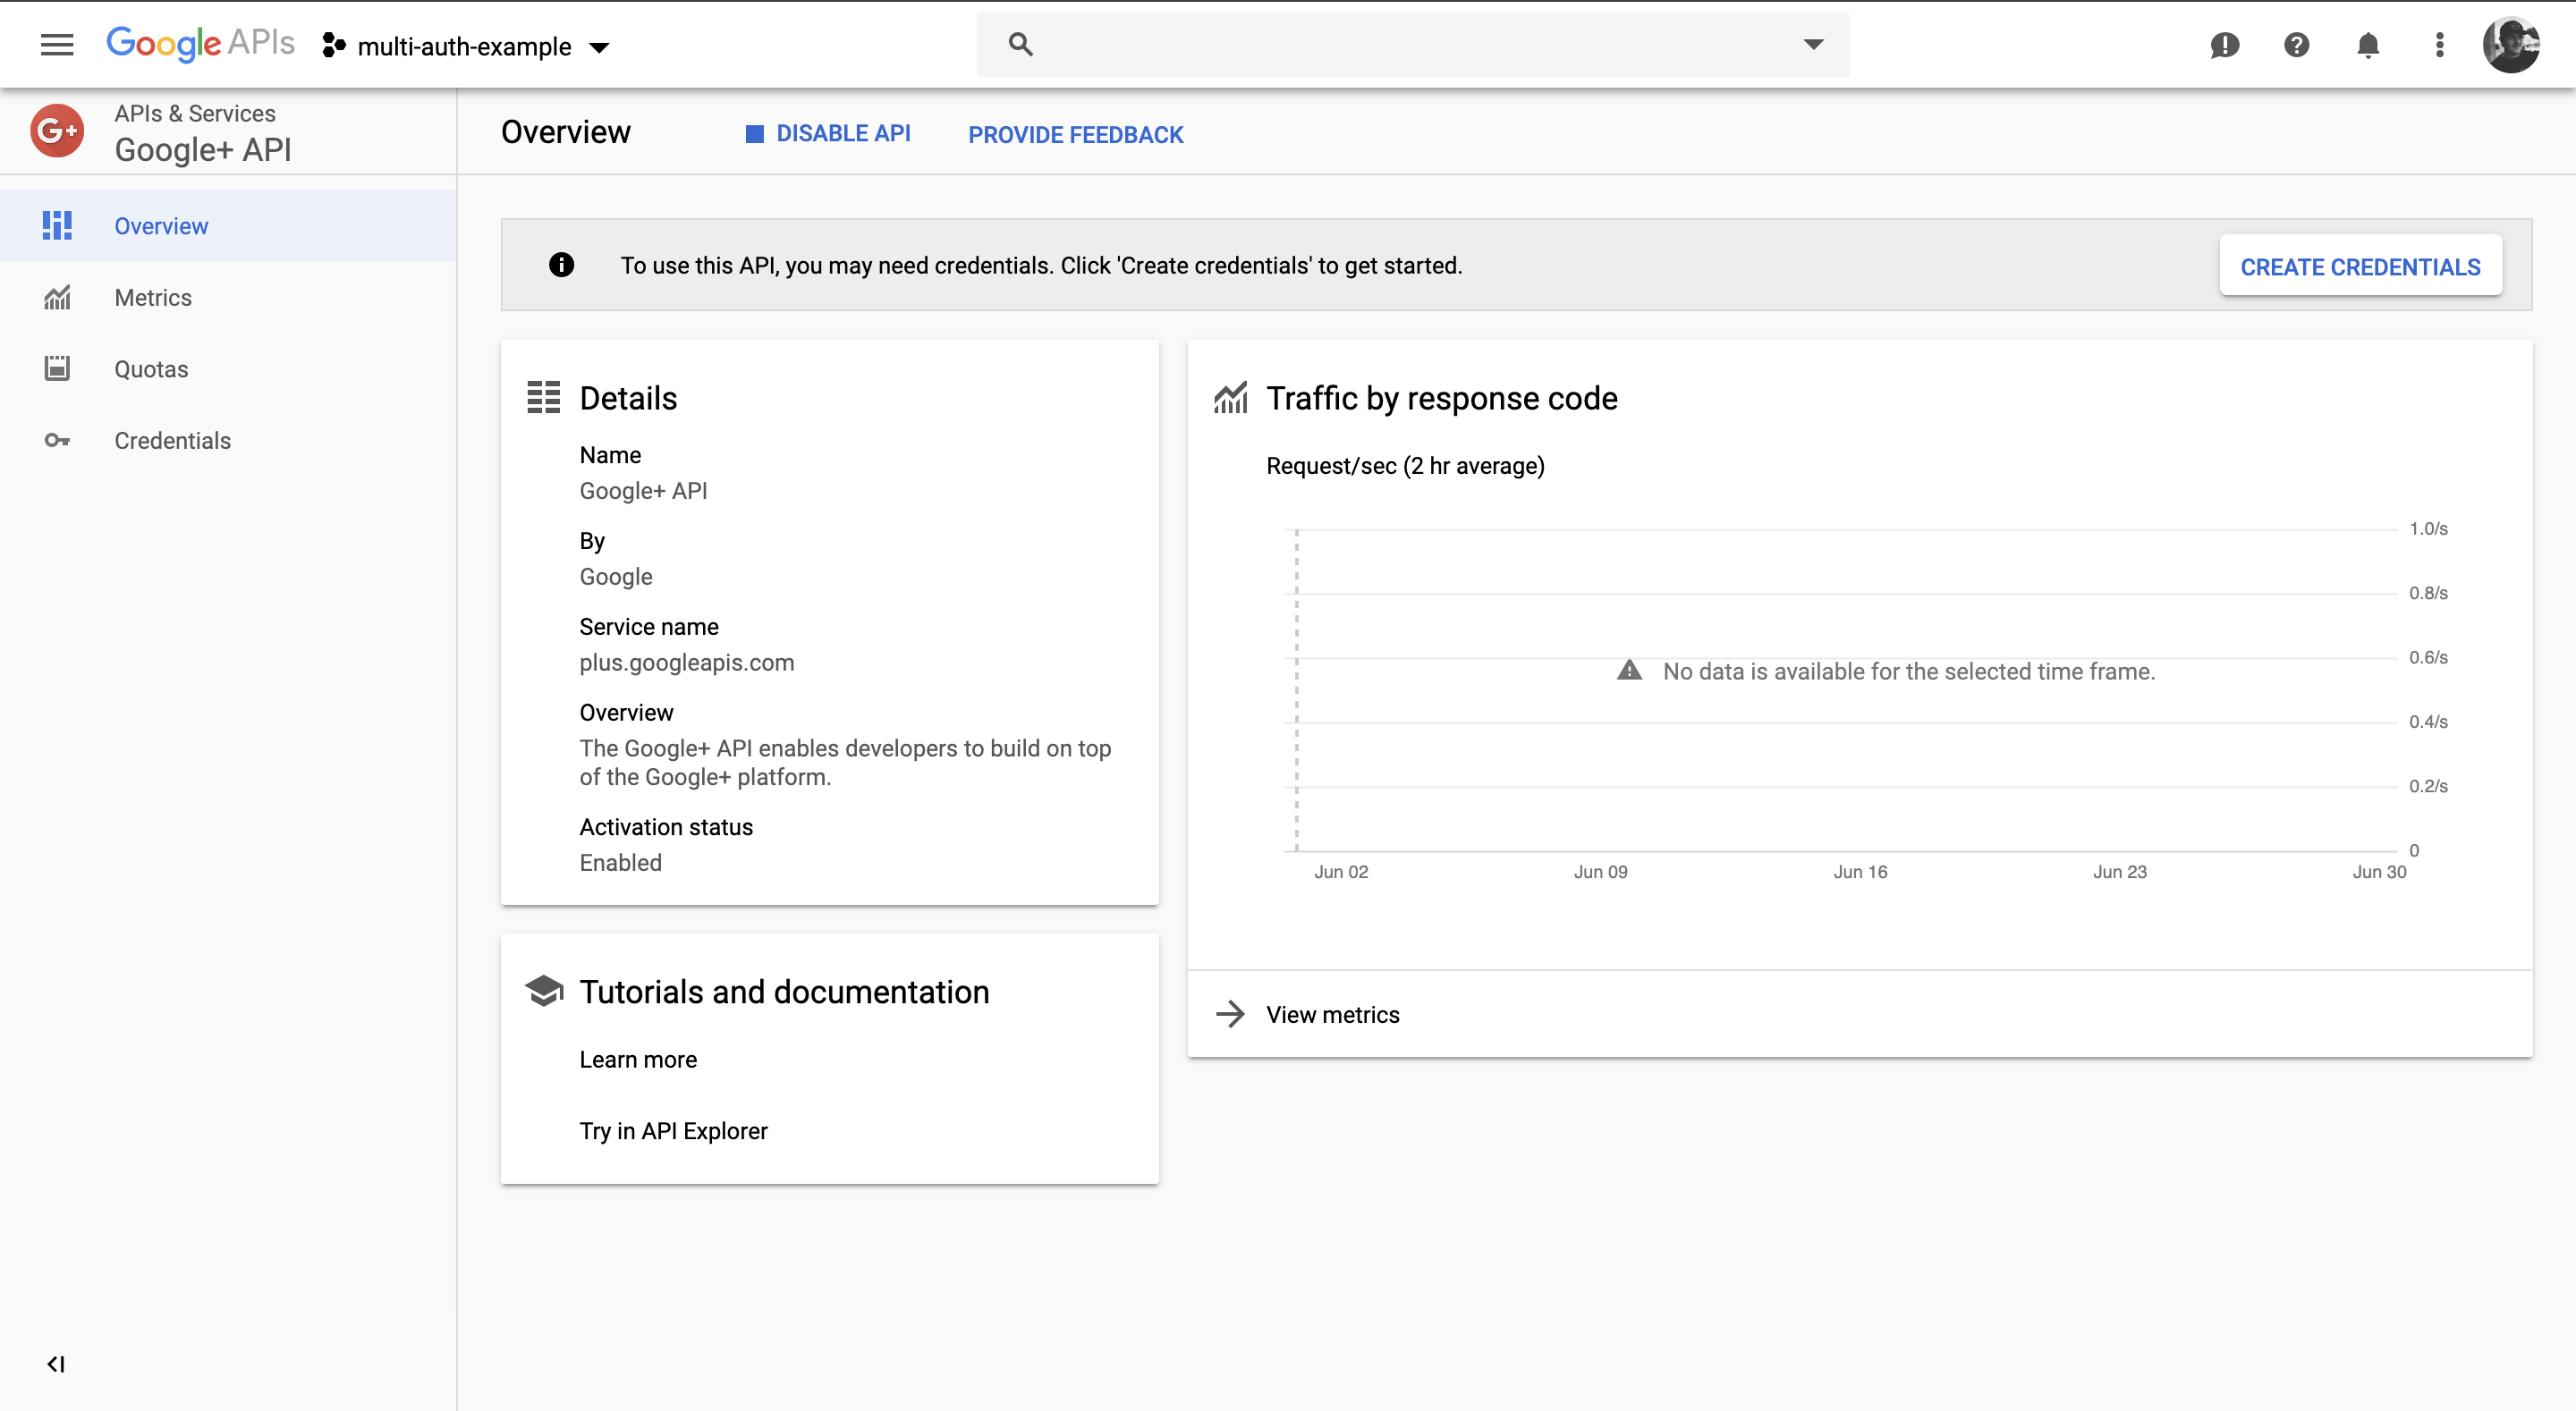 Google APIs
multi-auth-example
APIs & Services
Google+ API
Overview
DISABLE API
PROVIDE FEEDBACK
Overview
Metrics
Quotas
Credentials
To use this API, you may need credentials. Click 'Create credentials' to get started.
CREATE CREDENTIALS
Details
Name
Google+ API
By
Google
Service name
plus.googleapis.com
Overview
The Google+ API enables developers to build on top
of the Google+ platform.
Activation status
Enabled
Tutorials and documentation
Learn more
Try in API Explorer
Traffic by response code
Request/sec (2 hr average)
1.0/s
0.8/s
0.6/s
No data is available for the selected time frame.
0.4/s
0.2/s
0
Jun 02 Jun 09 Jun 16 Jun 23 Jun 30
View metrics